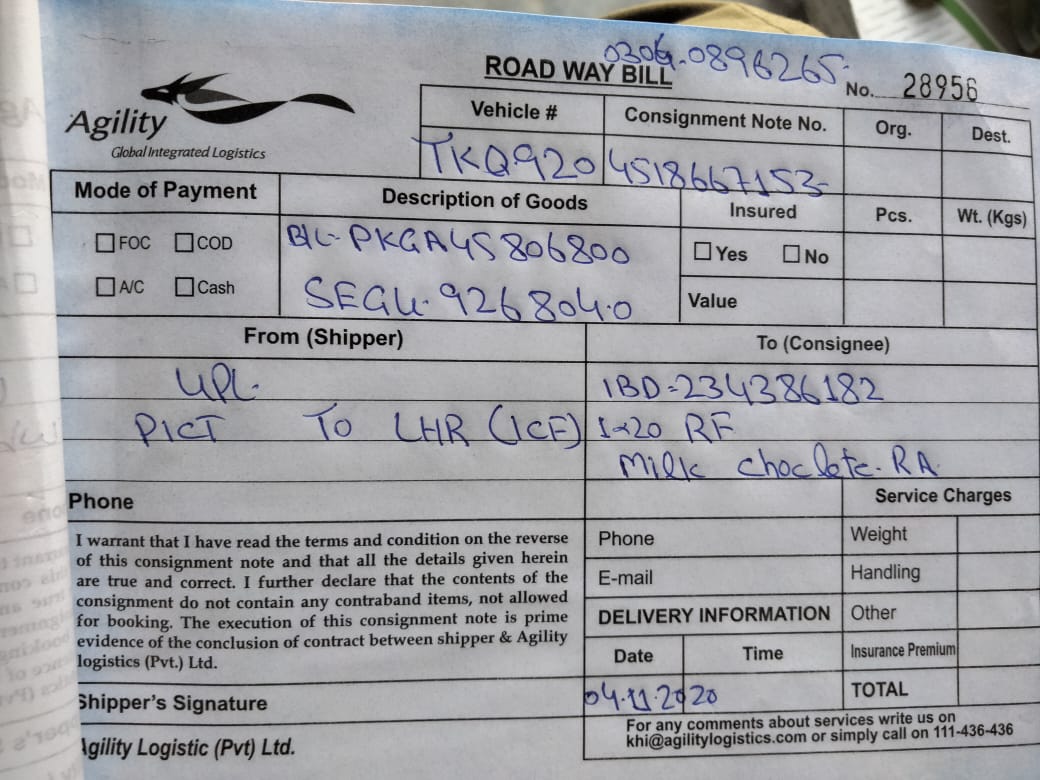 0304.0896265.
ROAD WAY BILL
No. 28956
Agility
Global Integrated Logistics
Vehicle #
Consignment Note No.
Org.
Dest.
TKQ920
4518667153
Mode of Payment
Description of Goods
Insured
Pcs.
Wt. (Kgs)
FOC
COD
A/C
Cash
B/L- PKGA45806800
SEGU. 926804.0
Yes
No
Value
From (Shipper)
To (Consignee)
UPL.
PICT TO LHR (ICF)
IBD=234386182
1x20 RF
Milk choclete. RA.
Phone
Service Charges
I warrant that I have read the terms and condition on the reverse
of this consignment note and that all the details given herein
are true and correct. I further declare that the contents of the
consignment do not contain any contraband items, not allowed
for booking. The execution of this consignment note is prime
evidence of the conclusion of contract between shipper & Agility
logistics (Pvt.) Ltd.
Phone
E-mail
Weight
Handling
DELIVERY INFORMATION
Other
Date
Time
Insurance Premium
04.11.2020
TOTAL
Shipper's Signature
Agility Logistic (Pvt) Ltd.
For any comments about services write us on
khi@agilitylogistics.com or simply call on 111-436-436